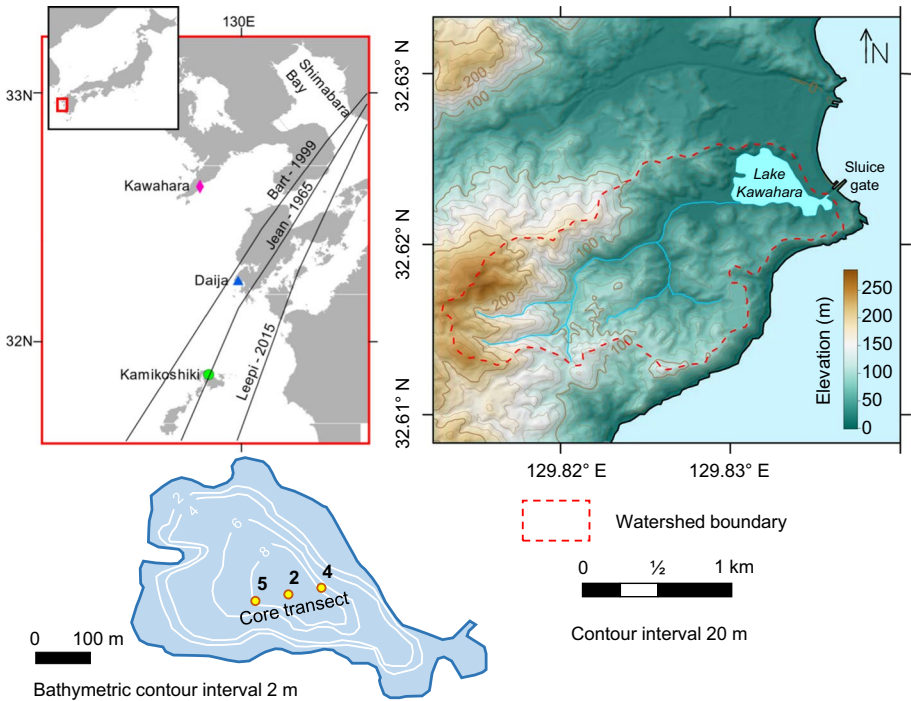 130E
33N
32N
Shimabara
Bay
Kawahara
Bart - 1999
Jean - 1965
Daija
Kamikoshiki
Leepi - 2015
32.63° N
32.62° N
32.61° N
129.82° E
129.83° E
N
200
100
0
Lake
Kawahara
Sluice
gate
100
200
100
Elevation (m)
250
200
150
100
50
0
Watershed boundary
0 ½ 1 km
Contour interval 20 m
2
4
6
8
5
2
4
Core transect
0 100 m
Bathymetric contour interval 2 m